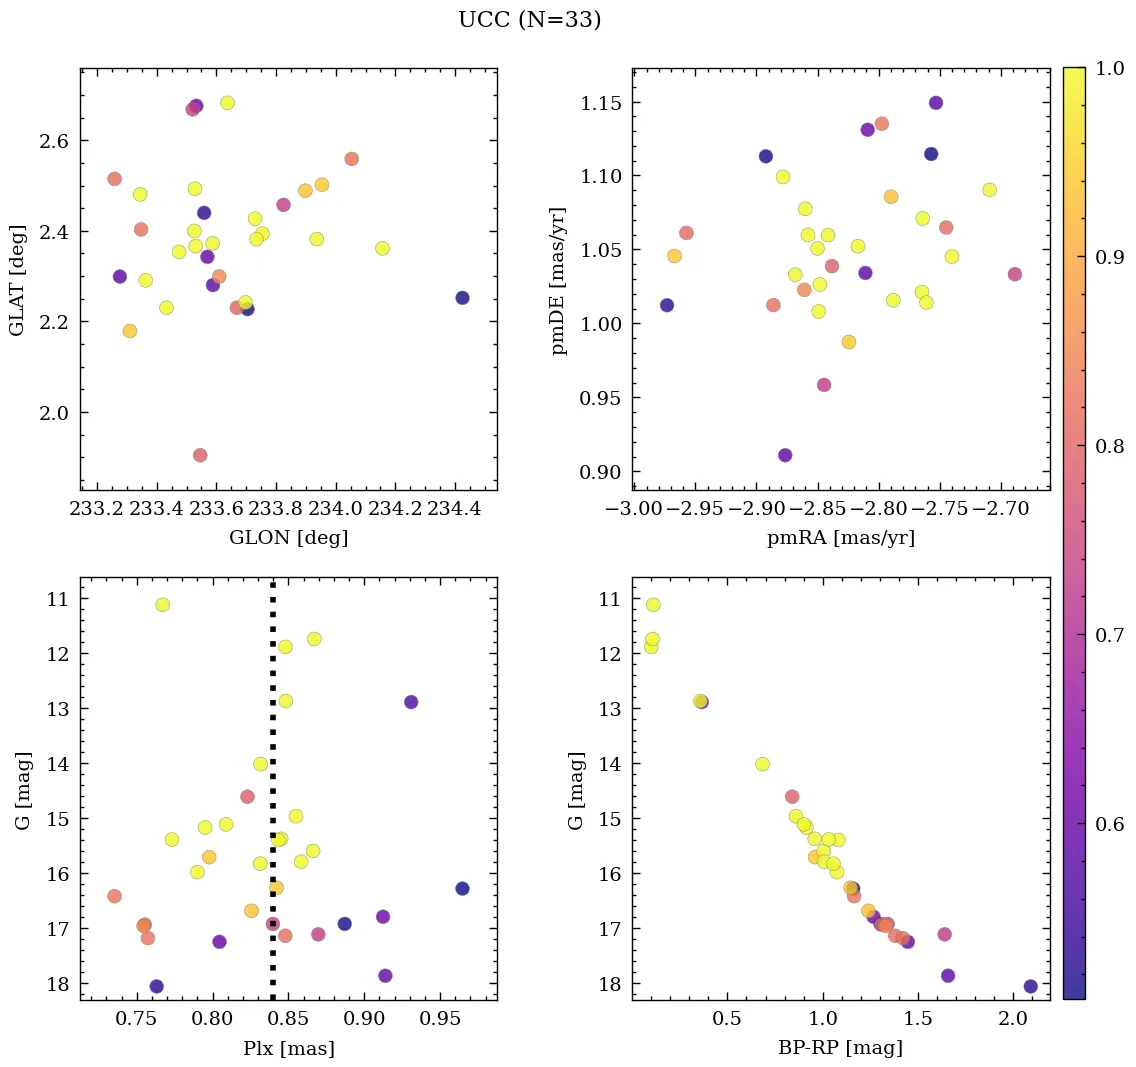 UCC (N=33)
2.6
2.4
2.2
2.0
GLAT [deg]
233.2 233.4 233.6 233.8 234.0 234.2 234.4
GLON [deg]
1.15
1.10
1.05
1.00
0.95
0.90
pmDE [mas/yr]
−3.00 −2.95 −2.90 −2.85 −2.80 −2.75 −2.70
pmRA [mas/yr]
1.0
0.9
0.8
0.7
0.6
11
12
13
14
15
16
17
18
G [mag]
0.75 0.80 0.85 0.90 0.95
Plx [mas]
11
12
13
14
15
16
17
18
G [mag]
0.5 1.0 1.5 2.0
BP-RP [mag]